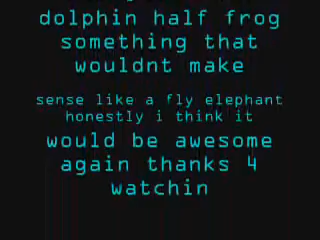 dolphin half frog
something that
wouldnt make
sense like a fly elephant
honestly i think it
would be awesome
again thanks 4
watchin